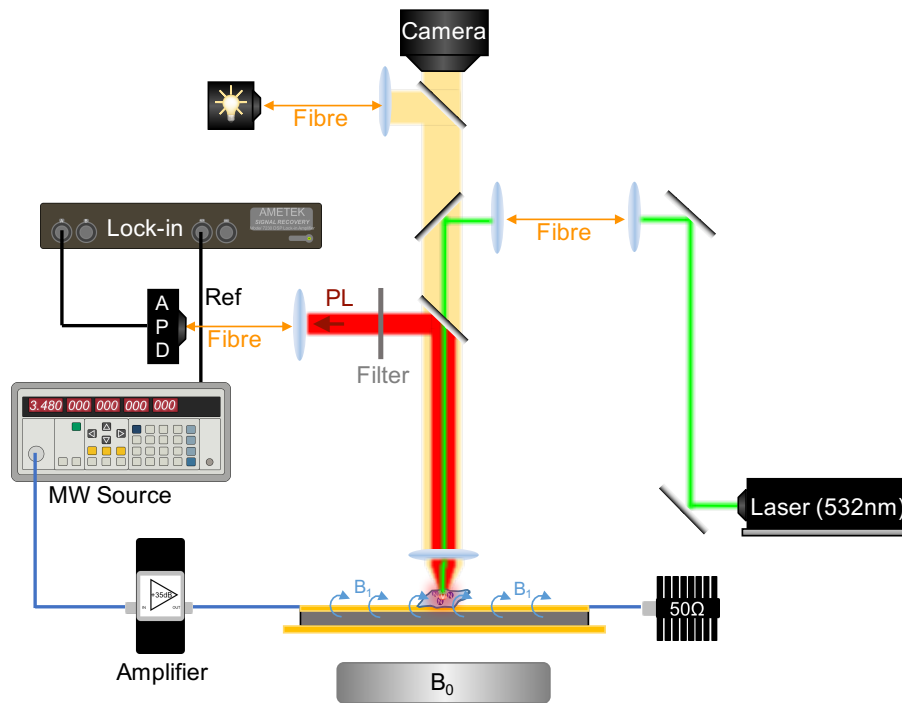 Camera
Fibre
AMETEK
SIGNAL RECOVERY
Lock-in
Fibre
Ref
PL
A
P
D
Fibre
Filter
3.480 000 000 000 000
MW Source
Laser (532nm)
B₁
B₁
+35dB
IN
OUT
50Ω
Amplifier
B₀